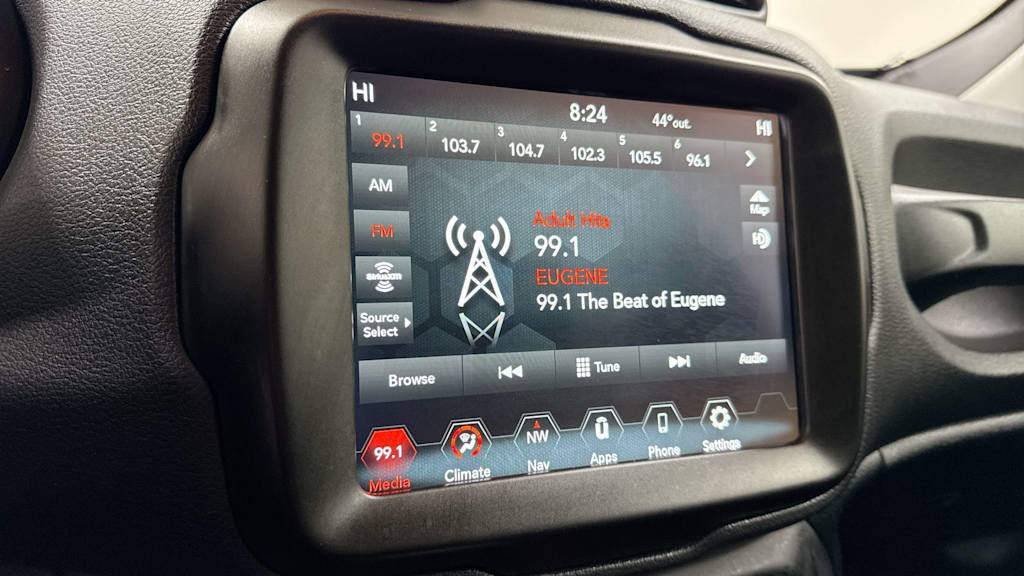 HI
8:24
44°out.
HI
1 99.1
2 103.7
3 104.7
4 102.3
5 105.5
6 96.1
AM
FM
SiriusXM
Source
Select
Adult Hits
99.1
EUGENE
99.1 The Beat of Eugene
Map
HD
Browse
Tune
Audio
99.1
Media
Climate
NW
Nav
Apps
Phone
Settings